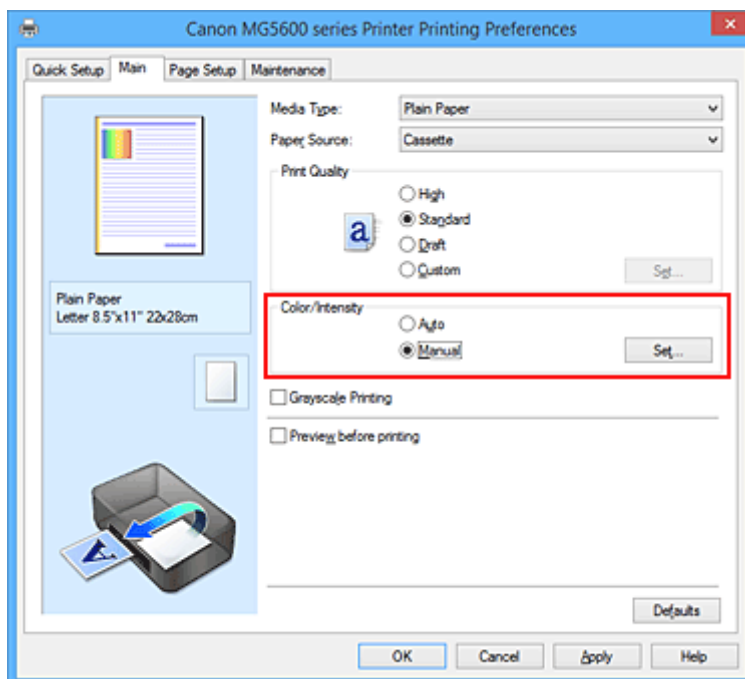 Canon MG5600 series Printer Printing Preferences
Quick Setup Main Page Setup Maintenance
Media Type: Plain Paper
Paper Source: Cassette
Print Quality
High
a Standard
Draft
Custom Set...
Plain Paper
Letter 8.5"x11" 22x28cm
Color/Intensity
Auto
Manual Set...
Grayscale Printing
Preview before printing
A
Defaults
OK Cancel Apply Help